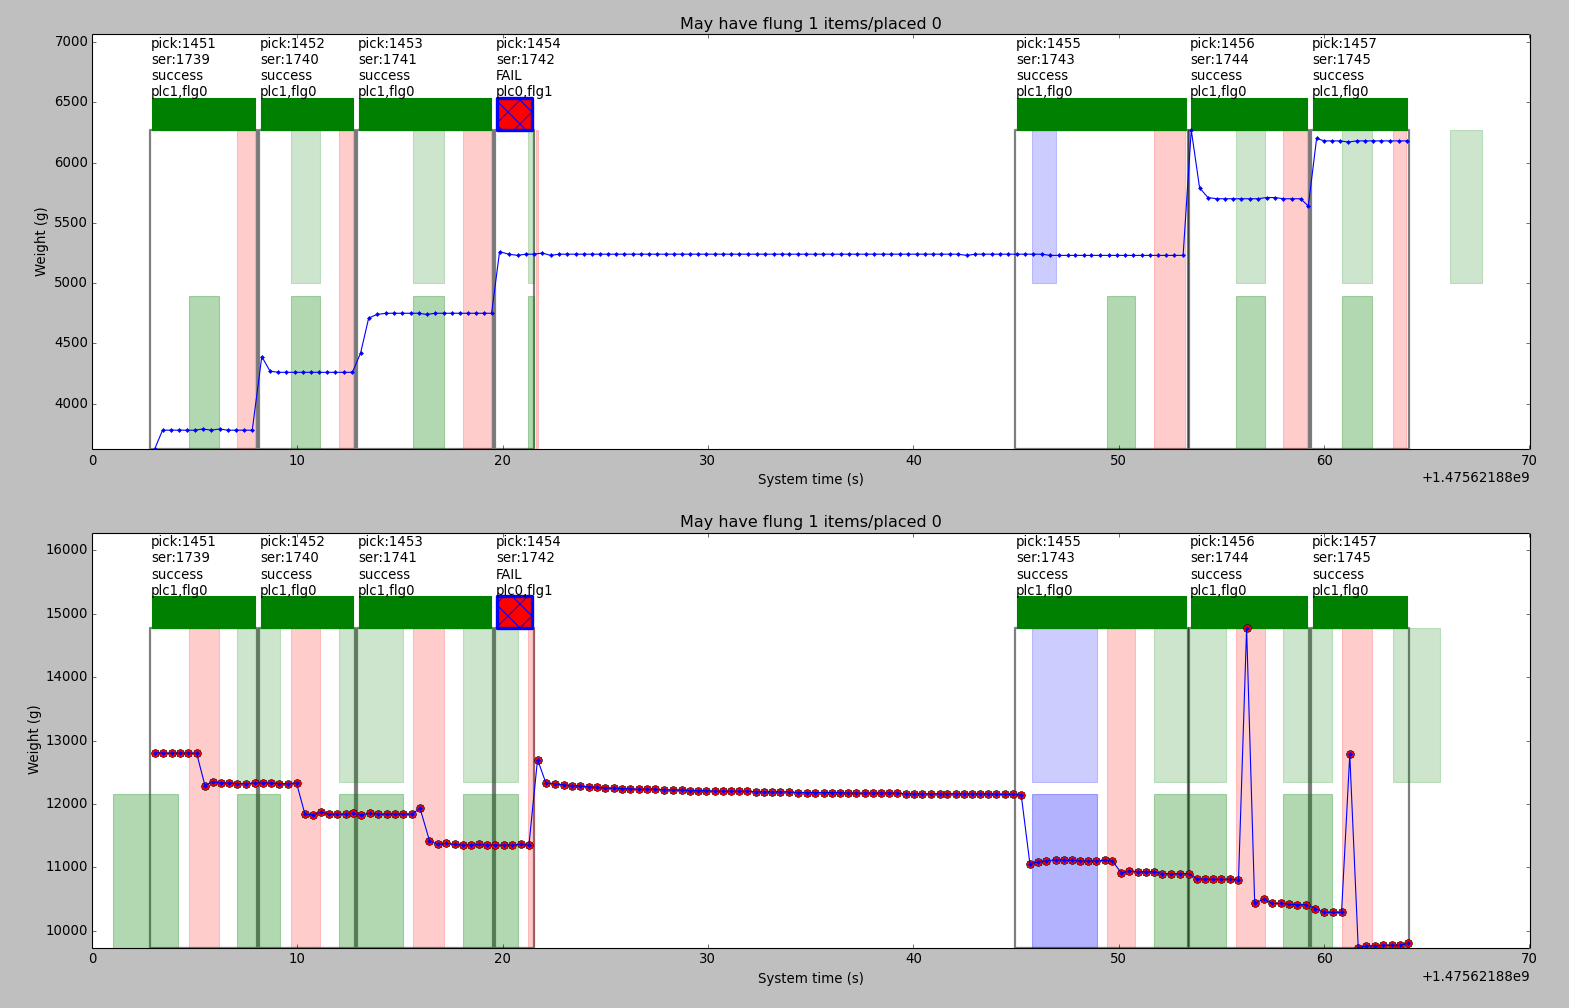 May have flung 1 items/placed 0
pick:1451 pick:1452 pick:1453 pick:1454 pick:1455 pick:1456 pick:1457
ser:1739 ser:1740 ser:1741 ser:1742 ser:1743 ser:1744 ser:1745
success success success FAIL success success success
plc1,flg0 plc1,flg0 plc1,flg0 plc0,flg1 plc1,flg0 plc1,flg0 plc1,flg0
7000
6500
6000
5500
5000
4500
4000
Weight (g)
0 10 20 30 40 50 60 70
System time (s)
+1.47562188e9
May have flung 1 items/placed 0
pick:1451 pick:1452 pick:1453 pick:1454 pick:1455 pick:1456 pick:1457
ser:1739 ser:1740 ser:1741 ser:1742 ser:1743 ser:1744 ser:1745
success success success FAIL success success success
plc1,flg0 plc1,flg0 plc1,flg0 plc0,flg1 plc1,flg0 plc1,flg0 plc1,flg0
16000
15000
14000
13000
12000
11000
10000
Weight (g)
0 10 20 30 40 50 60 70
System time (s)
+1.47562188e9